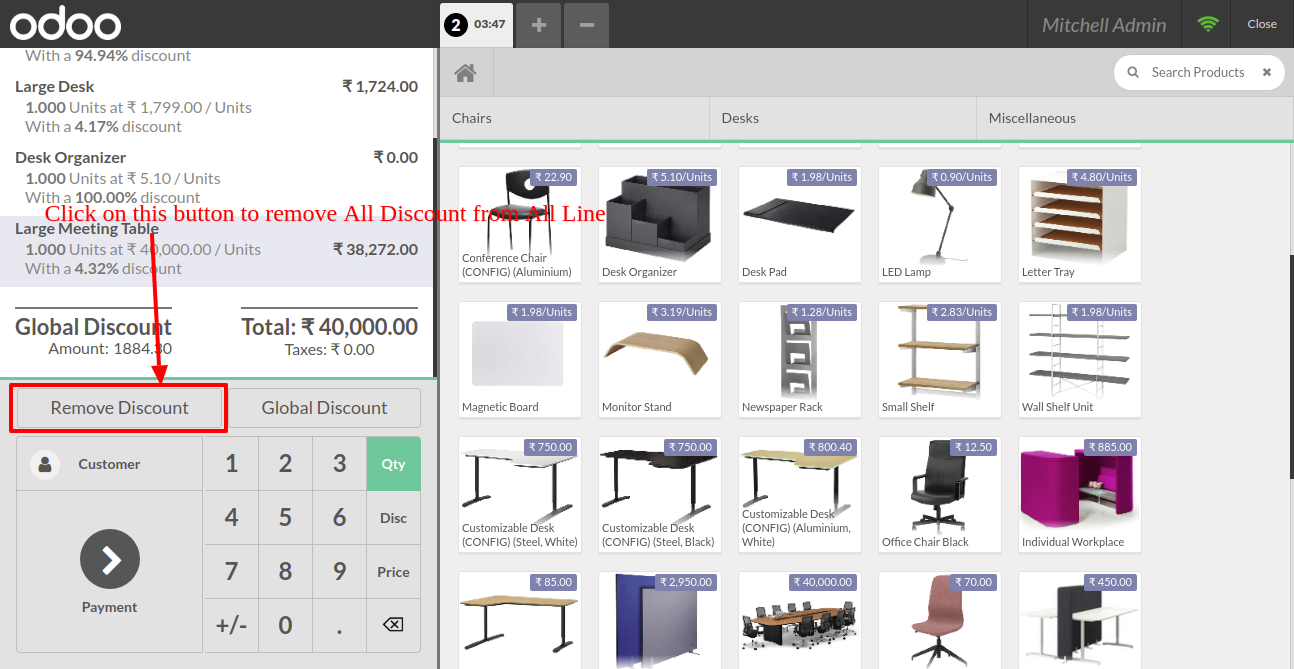 odoo
2 03:47
+
−
Mitchell Admin
Close
With a 94.94% discount
Large Desk ₹ 1,724.00
1.000 Units at ₹ 1,799.00 / Units
With a 4.17% discount
Desk Organizer ₹ 0.00
1.000 Units at ₹ 5.10 / Units
With a 100.00% discount
Click on this button to remove All Discount from All Line
Large Meeting Table
1.000 Units at ₹ 40,000.00 / Units ₹ 38,272.00
With a 4.32% discount
Global Discount Total: ₹ 40,000.00
Amount: 1884.30 Taxes: ₹ 0.00
Remove Discount Global Discount
Customer
Payment
1 2 3 Qty
4 5 6 Disc
7 8 9 Price
+/- 0 .
Search Products
Chairs Desks Miscellaneous
₹ 22.90
Conference Chair
(CONFIG) (Aluminium)
₹ 5.10/Units
Desk Organizer
₹ 1.98/Units
Desk Pad
₹ 0.90/Units
LED Lamp
₹ 4.80/Units
Letter Tray
₹ 1.98/Units
Magnetic Board
₹ 3.19/Units
Monitor Stand
₹ 1.28/Units
Newspaper Rack
₹ 2.83/Units
Small Shelf
₹ 1.98/Units
Wall Shelf Unit
₹ 750.00
Customizable Desk
(CONFIG) (Steel, White)
₹ 750.00
Customizable Desk
(CONFIG) (Steel, Black)
₹ 800.40
Customizable Desk
(CONFIG) (Aluminium,
White)
₹ 12.50
Office Chair Black
₹ 885.00
Individual Workplace
₹ 85.00
₹ 2,950.00
₹ 40,000.00
₹ 70.00
₹ 450.00